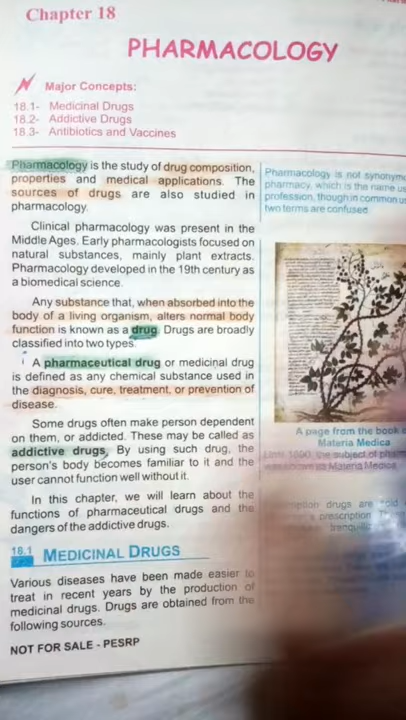 Chapter 18
PHARMACOLOGY
Major Concepts:
18.1- Medicinal Drugs
18.2- Addictive Drugs
18.3- Antibiotics and Vaccines
Pharmacology is the study of drug composition,
properties and medical applications. The
sources of drugs are also studied in
pharmacology.
Clinical pharmacology was present in the
Middle Ages. Early pharmacologists focused on
natural substances, mainly plant extracts.
Pharmacology developed in the 19th century as
a biomedical science.
Any substance that, when absorbed into the
body of a living organism, alters normal body
function is known as a drug. Drugs are broadly
classified into two types.
A pharmaceutical drug or medicinal drug
is defined as any chemical substance used in
the diagnosis, cure, treatment, or prevention of
disease.
Some drugs often make person dependent
on them, or addicted. These may be called as
addictive drugs. By using such drug, the
person's body becomes familiar to it and the
user cannot function well without it.
In this chapter, we will learn about the
functions of pharmaceutical drugs and the
dangers of the addictive drugs.
18.1 MEDICINAL DRUGS
Various diseases have been made easier to
treat in recent years by the production of
medicinal drugs. Drugs are obtained from the
following sources.
NOT FOR SALE - PESRP
Pharmacology is not
pharmacy, which is the name
profession, though in common
two terms are confused.
A page from the book
Materia Medica
the subject of
was known as Materia Medica
drugs are
prescription